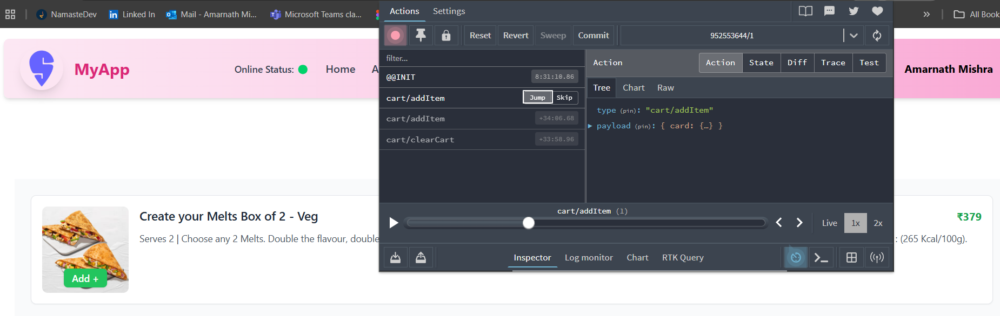 NamasteDev
Linked In
Mail - Amarnath Mi...
Microsoft Teams cla...
All Book
Actions
Settings
Reset
Revert
Sweep
Commit
952553644/1
MyApp
Online Status:
Home
A
Amarnath Mishra
filter...
@@INIT
8:31:10.86
cart/addItem
Jump
Skip
cart/addItem
+34:06.68
cart/clearCart
+33:58.96
Action
Action
State
Diff
Trace
Test
Tree
Chart
Raw
type (pin): "cart/addItem"
payload (pin): { card: {…} }
cart/addItem (1)
Live
1x
2x
Inspector
Log monitor
Chart
RTK Query
Create your Melts Box of 2 - Veg
₹379
Serves 2 | Choose any 2 Melts. Double the flavour, double
: (265 Kcal/100g).
Add +